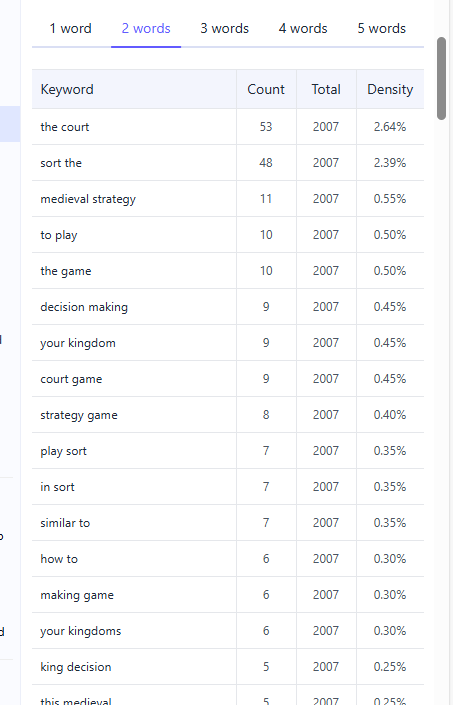 1 word 2 words 3 words 4 words 5 words
Keyword Count Total Density
the court 53 2007 2.64%
sort the 48 2007 2.39%
medieval strategy 11 2007 0.55%
to play 10 2007 0.50%
the game 10 2007 0.50%
decision making 9 2007 0.45%
your kingdom 9 2007 0.45%
court game 9 2007 0.45%
strategy game 8 2007 0.40%
play sort 7 2007 0.35%
in sort 7 2007 0.35%
similar to 7 2007 0.35%
how to 6 2007 0.30%
making game 6 2007 0.30%
your kingdoms 6 2007 0.30%
king decision 5 2007 0.25%
this medieval 5 2007 0.25%